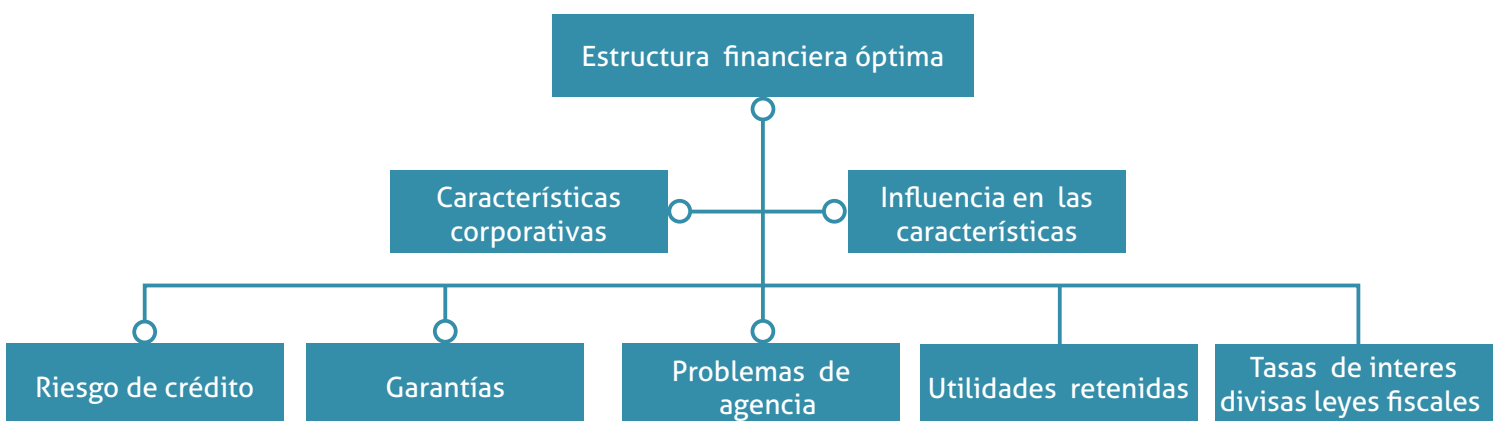 Estructura financiera óptima
Características
corporativas
Influencia en las
características
Riesgo de crédito
Garantías
Problemas de
agencia
Utilidades retenidas
Tasas de interes
divisas leyes fiscales